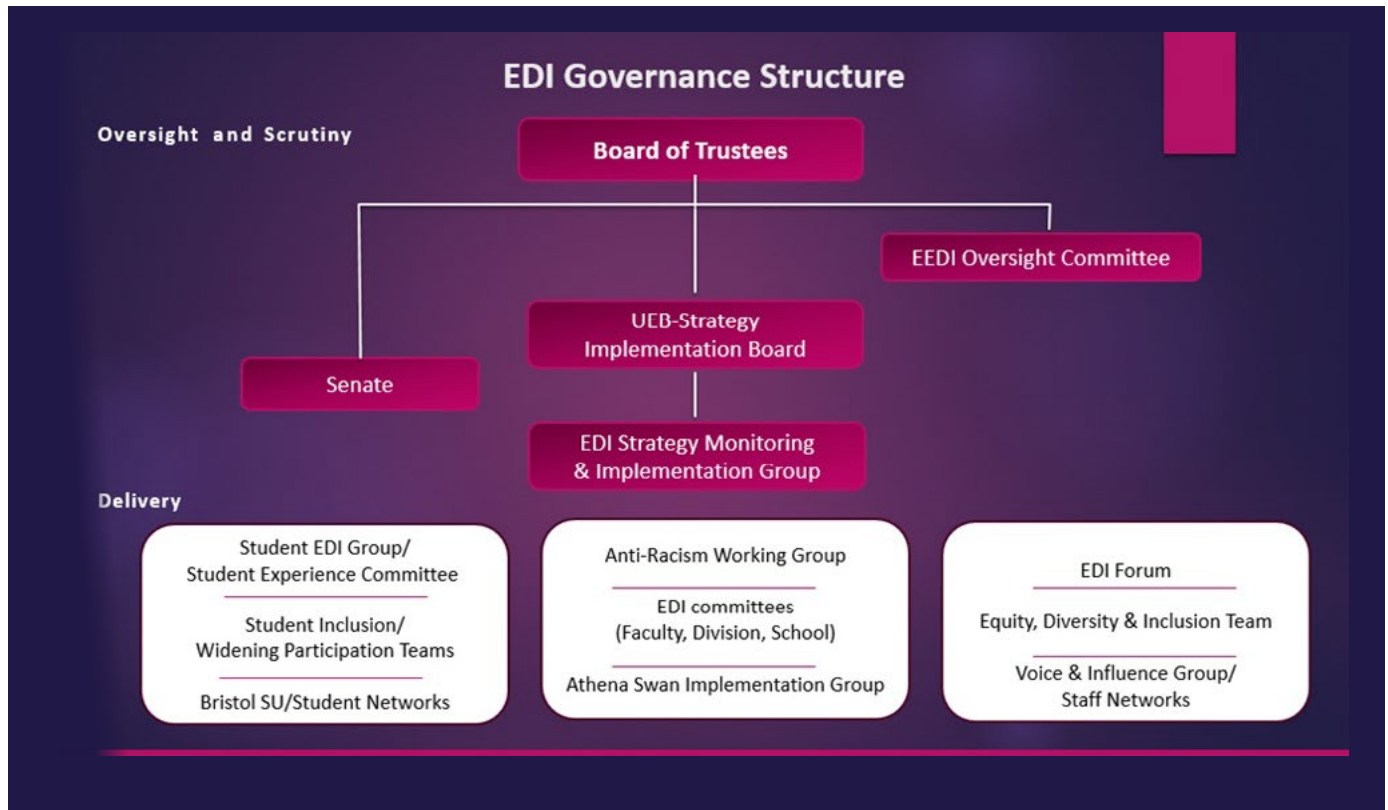 EDI Governance Structure
Oversight and Scrutiny
Board of Trustees
EEDI Oversight Committee
UEB-Strategy
Implementation Board
Senate
EDI Strategy Monitoring
& Implementation Group
Delivery
Student EDI Group/
Student Experience Committee
Student Inclusion/
Widening Participation Teams
Bristol SU/Student Networks
Anti-Racism Working Group
EDI committees
(Faculty, Division, School)
Athena Swan Implementation Group
EDI Forum
Equity, Diversity & Inclusion Team
Voice & Influence Group/
Staff Networks